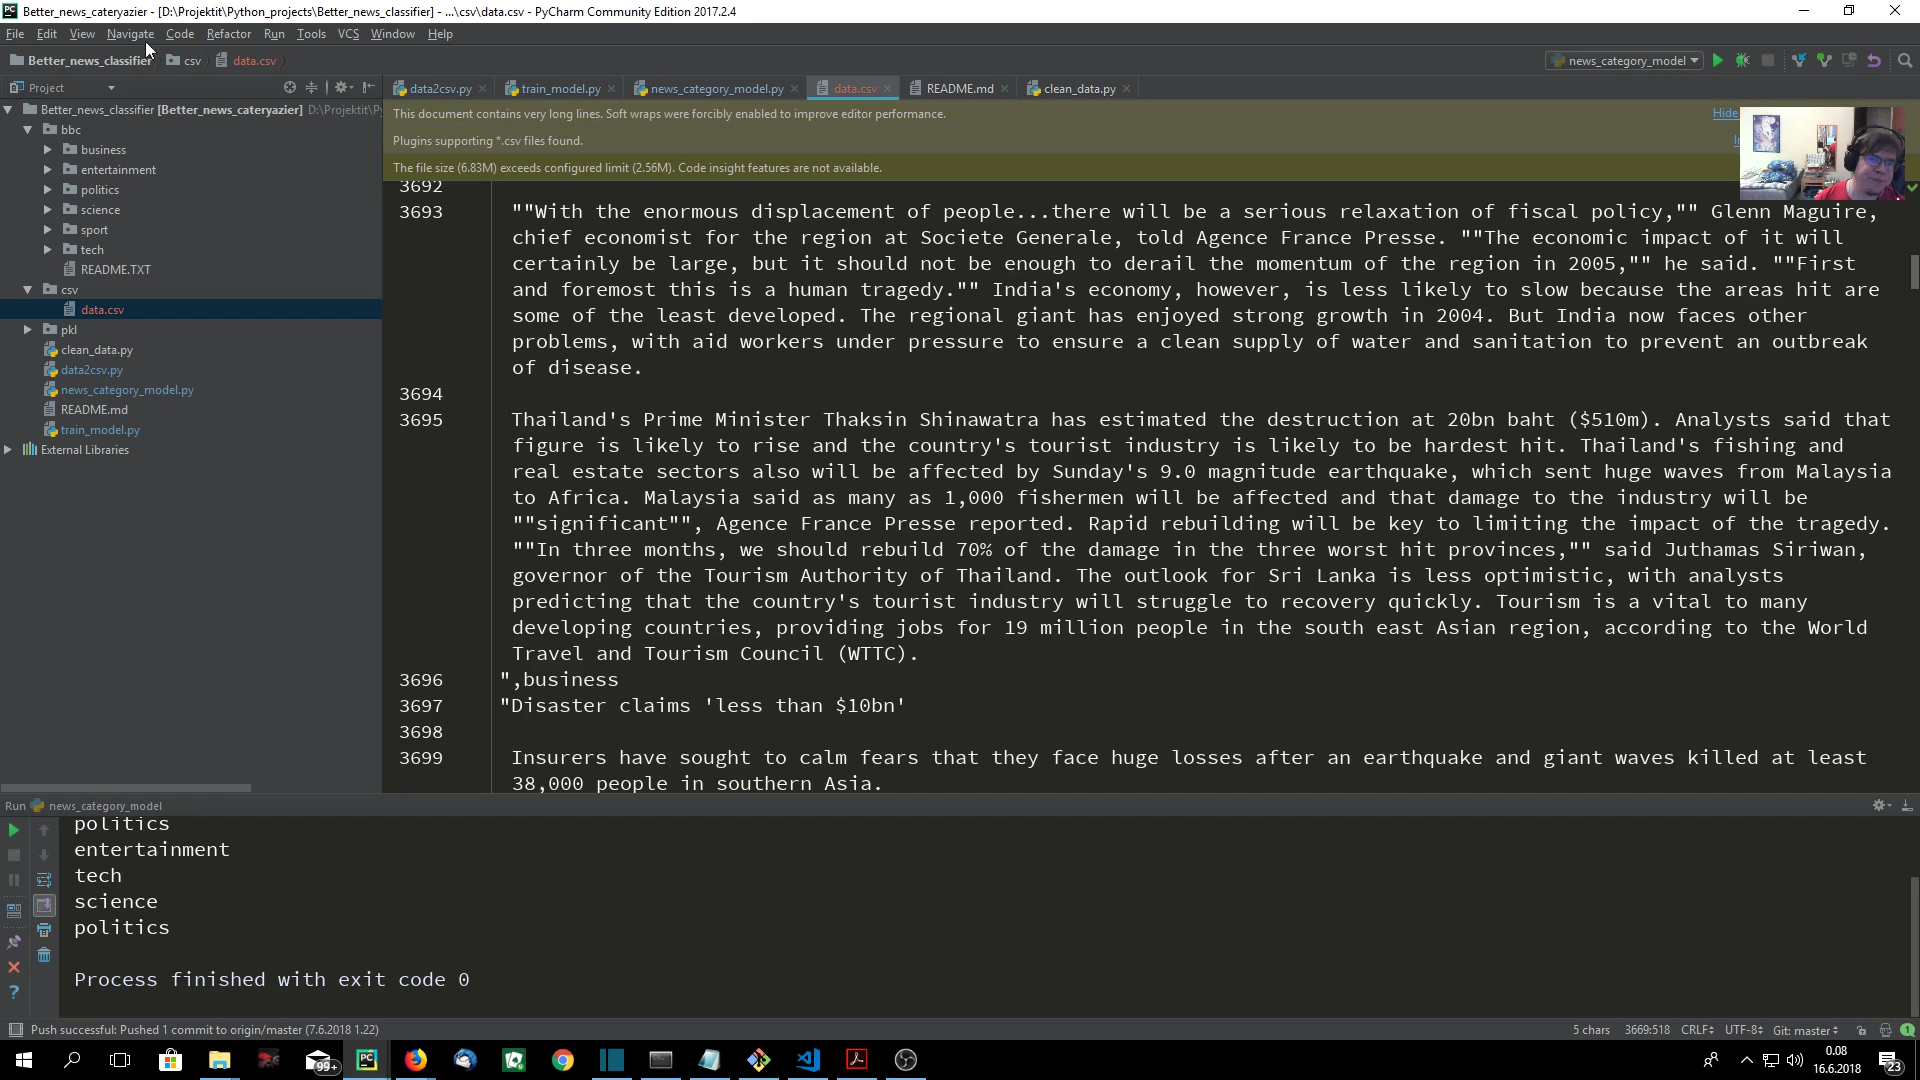 Better_news_cateryazier - [D:\Projektit\Python_projects\Better_news_classifier] - ...\csv\data.csv - PyCharm Community Edition 2017.2.4
File Edit View Navigate Code Refactor Run Tools VCS Window Help
Better_news_classifier csv data.csv news_category_model
Project
data2csv.py train_model.py news_category_model.py data.csv README.md clean_data.py
Better_news_classifier [Better_news_cateryazier] D:\Projektit\P
bbc
business
entertainment
politics
science
sport
tech
README.TXT
csv
data.csv
pkl
clean_data.py
data2csv.py
news_category_model.py
README.md
train_model.py
External Libraries
This document contains very long lines. Soft wraps were forcibly enabled to improve editor performance. Hide
Plugins supporting *.csv files found.
The file size (6.83M) exceeds configured limit (2.56M). Code insight features are not available.
3692
3693 ""With the enormous displacement of people...there will be a serious relaxation of fiscal policy,"" Glenn Maguire,
chief economist for the region at Societe Generale, told Agence France Presse. ""The economic impact of it will
certainly be large, but it should not be enough to derail the momentum of the region in 2005,"" he said. ""First
and foremost this is a human tragedy."" India's economy, however, is less likely to slow because the areas hit are
some of the least developed. The regional giant has enjoyed strong growth in 2004. But India now faces other
problems, with aid workers under pressure to ensure a clean supply of water and sanitation to prevent an outbreak
of disease.
3694
3695 Thailand's Prime Minister Thaksin Shinawatra has estimated the destruction at 20bn baht ($510m). Analysts said that
figure is likely to rise and the country's tourist industry is likely to be hardest hit. Thailand's fishing and
real estate sectors also will be affected by Sunday's 9.0 magnitude earthquake, which sent huge waves from Malaysia
to Africa. Malaysia said as many as 1,000 fishermen will be affected and that damage to the industry will be
""significant"", Agence France Presse reported. Rapid rebuilding will be key to limiting the impact of the tragedy.
""In three months, we should rebuild 70% of the damage in the three worst hit provinces,"" said Juthamas Siriwan,
governor of the Tourism Authority of Thailand. The outlook for Sri Lanka is less optimistic, with analysts
predicting that the country's tourist industry will struggle to recovery quickly. Tourism is a vital to many
developing countries, providing jobs for 19 million people in the south east Asian region, according to the World
Travel and Tourism Council (WTTC).
3696 ",business
3697 "Disaster claims 'less than $10bn'
3698
3699 Insurers have sought to calm fears that they face huge losses after an earthquake and giant waves killed at least
38,000 people in southern Asia.
Run news_category_model
politics
entertainment
tech
science
politics
Process finished with exit code 0
Push successful: Pushed 1 commit to origin/master (7.6.2018 1.22) 5 chars 3669:518 CRLF UTF-8 Git: master 1
99+ 0.08
16.6.2018 23